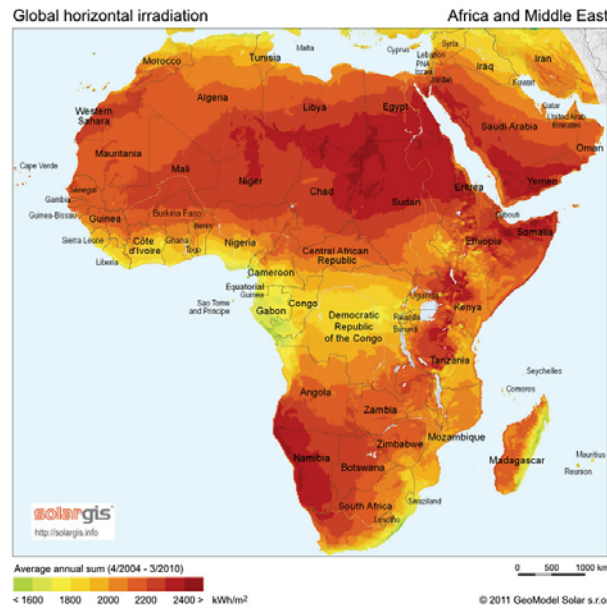 Global horizontal irradiation
Africa and Middle East
Malta
Cyprus
Syria
Lebanon
PNA
Israel
Jordan
Iraq
Iran
Kuwait
Morocco
Tunisia
Algeria
Libya
Egypt
Qatar
United Arab
Emirates
Western
Sahara
Saudi Arabia
Oman
Mauritania
Mali
Niger
Chad
Sudan
Eritrea
Yemen
Cape Verde
Senegal
Gambia
Guinea-Bissau
Guinea
Burkina Faso
Benin
Djibouti
Somalia
Sierra Leone
Liberia
Côte
d'Ivoire
Ghana
Togo
Nigeria
Central African
Republic
Ethiopia
Cameroon
Equatorial
Guinea
Sao Tome
and Principe
Gabon
Congo
Democratic
Republic
of the Congo
Uganda
Rwanda
Burundi
Kenya
Tanzania
Seychelles
Comoros
Angola
Zambia
Mozambique
Zimbabwe
Madagascar
Mauritius
Reunion
Namibia
Botswana
Swaziland
South Africa
Lesotho
solargis
http://solargis.info
Average annual sum (4/2004 - 3/2010)
< 1600 1800 2000 2200 2400 > kWh/m²
0 500 1000 km
© 2011 GeoModel Solar s.r.o.